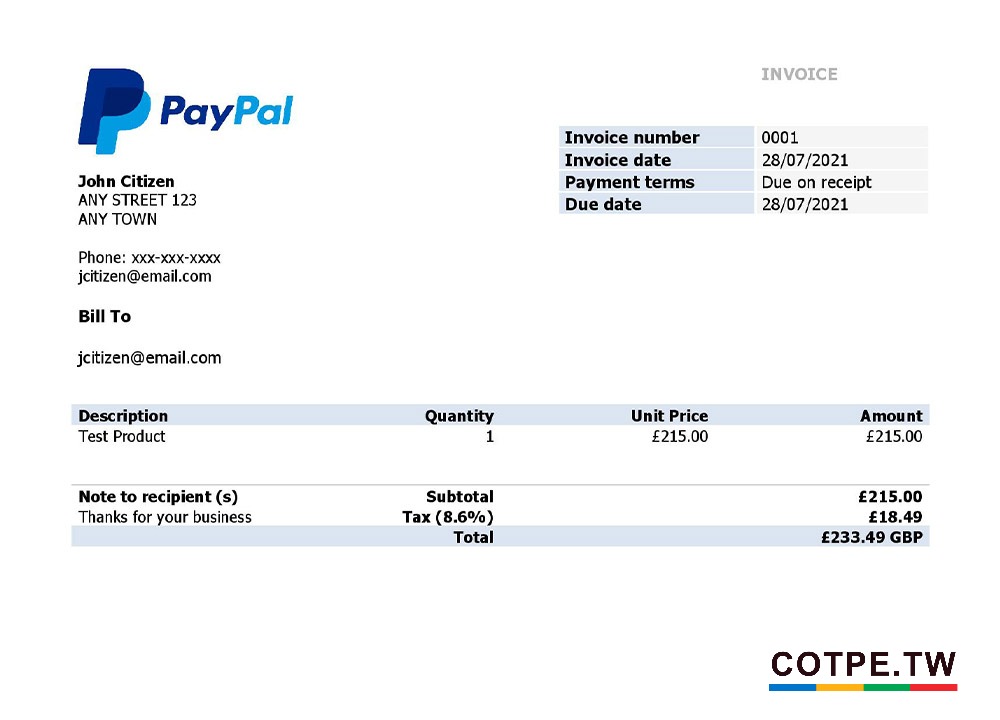 INVOICE
PayPal
Invoice number 0001
Invoice date 28/07/2021
Payment terms Due on receipt
Due date 28/07/2021
John Citizen
ANY STREET 123
ANY TOWN
Phone: xxx-xxx-xxxx
jcitizen@email.com
Bill To
jcitizen@email.com
Description Quantity Unit Price Amount
Test Product 1 £215.00 £215.00
Note to recipient (s) Subtotal £215.00
Thanks for your business Tax (8.6%) £18.49
Total £233.49 GBP
COTPE.TW